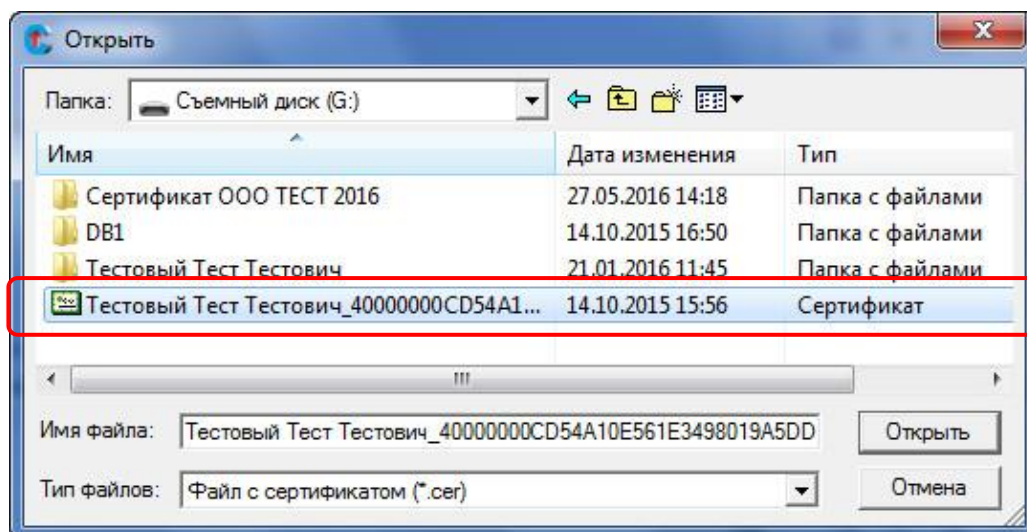 Открыть
Папка: Съемный диск (G:)
Имя Дата изменения Тип
Сертификат ООО ТЕСТ 2016 27.05.2016 14:18 Папка с файлами
DB1 14.10.2015 16:50 Папка с файлами
Тестовый Тест Тестович 21.01.2016 11:45 Папка с файлами
Тестовый Тест Тестович_40000000CD54A1... 14.10.2015 15:56 Сертификат
Имя файла: Тестовый Тест Тестович_40000000CD54A10E561E3498019A5DD Открыть
Тип файлов: Файл с сертификатом (*.cer) Отмена